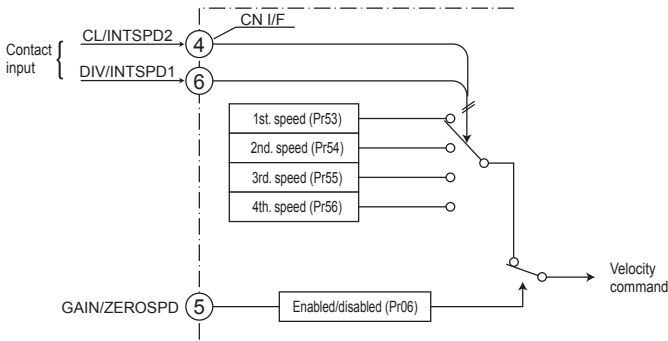 CN I/F
CL/INTSPD2
4
Contact
input
DIV/INTSPD1
6
1st. speed (Pr53)
2nd. speed (Pr54)
3rd. speed (Pr55)
4th. speed (Pr56)
Velocity
command
GAIN/ZEROSPD
5
Enabled/disabled (Pr06)